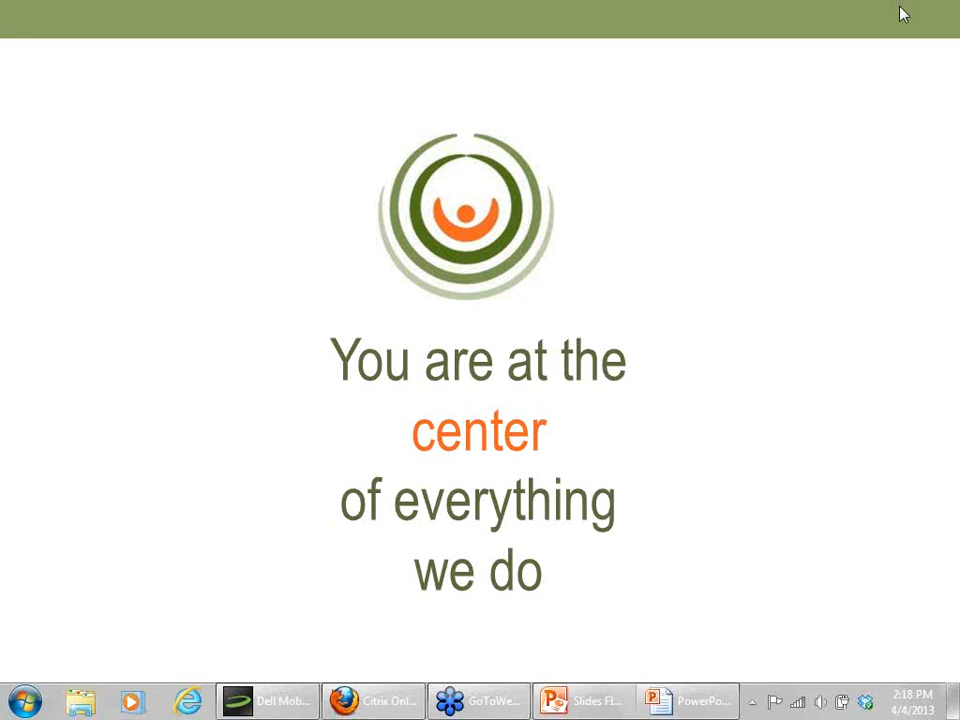 You are at the
center
of everything
we do
Dell Mob...
Citrix Onl...
GoToWe...
Slides Fl...
PowerPo...
2:18 PM
4/4/2013